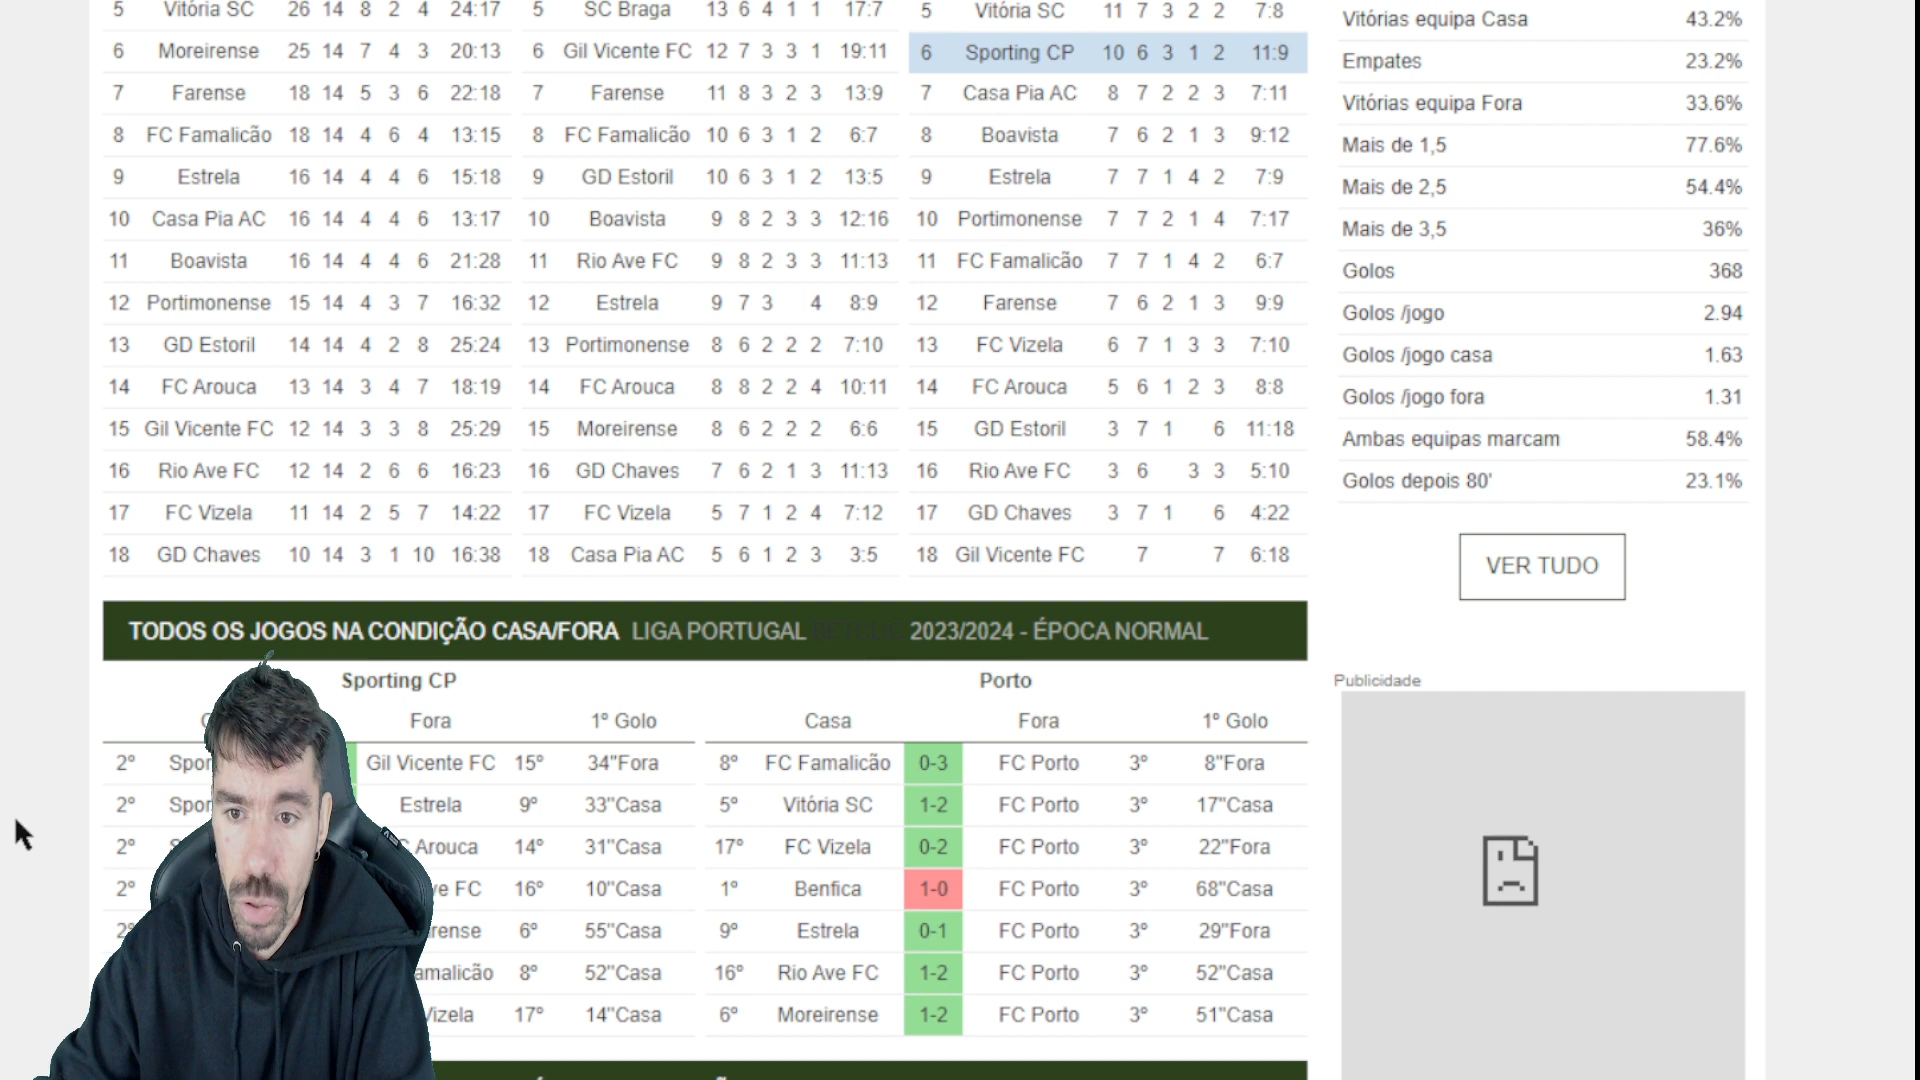 5 Vitória SC 26 14 8 2 4 24:17 5 SC Braga 13 6 4 1 1 17:7 5 Vitória SC 11 7 3 2 2 7:8 Vitórias equipa Casa 43.2%
6 Moreirense 25 14 7 4 3 20:13 6 Gil Vicente FC 12 7 3 3 1 19:11 6 Sporting CP 10 6 3 1 2 11:9 Empates 23.2%
7 Farense 18 14 5 3 6 22:18 7 Farense 11 8 3 2 3 13:9 7 Casa Pia AC 8 7 2 2 3 7:11 Vitórias equipa Fora 33.6%
8 FC Famalicão 18 14 4 6 4 13:15 8 FC Famalicão 10 6 3 1 2 6:7 8 Boavista 7 6 2 1 3 9:12 Mais de 1,5 77.6%
9 Estrela 16 14 4 4 6 15:18 9 GD Estoril 10 6 3 1 2 13:5 9 Estrela 7 7 1 4 2 7:9 Mais de 2,5 54.4%
10 Casa Pia AC 16 14 4 4 6 13:17 10 Boavista 9 8 2 3 3 12:16 10 Portimonense 7 7 2 1 4 7:17 Mais de 3,5 36%
11 Boavista 16 14 4 4 6 21:28 11 Rio Ave FC 9 8 2 3 3 11:13 11 FC Famalicão 7 7 1 4 2 6:7 Golos 368
12 Portimonense 15 14 4 3 7 16:32 12 Estrela 9 7 3 4 8:9 12 Farense 7 6 2 1 3 9:9 Golos /jogo 2.94
13 GD Estoril 14 14 4 2 8 25:24 13 Portimonense 8 6 2 2 2 7:10 13 FC Vizela 6 7 1 3 3 7:10 Golos /jogo casa 1.63
14 FC Arouca 13 14 3 4 7 18:19 14 FC Arouca 8 8 2 2 4 10:11 14 FC Arouca 5 6 1 2 3 8:8 Golos /jogo fora 1.31
15 Gil Vicente FC 12 14 3 3 8 25:29 15 Moreirense 8 6 2 2 2 6:6 15 GD Estoril 3 7 1 6 11:18 Ambas equipas marcam 58.4%
16 Rio Ave FC 12 14 2 6 6 16:23 16 GD Chaves 7 6 2 1 3 11:13 16 Rio Ave FC 3 6 3 3 5:10 Golos depois 80' 23.1%
17 FC Vizela 11 14 2 5 7 14:22 17 FC Vizela 5 7 1 2 4 7:12 17 GD Chaves 3 7 1 6 4:22
18 GD Chaves 10 14 3 1 10 16:38 18 Casa Pia AC 5 6 1 2 3 3:5 18 Gil Vicente FC 7 7 6:18
VER TUDO
TODOS OS JOGOS NA CONDIÇÃO CASA/FORA LIGA PORTUGAL 2023/2024 - ÉPOCA NORMAL
Sporting CP Porto Publicidade
Fora 1º Golo Casa Fora 1º Golo
2º Gil Vicente FC 15º 34"Fora 8º FC Famalicão 0-3 FC Porto 3º 8"Fora
2º Estrela 9º 33"Casa 5º Vitória SC 1-2 FC Porto 3º 17"Casa
2º Arouca 14º 31"Casa 17º FC Vizela 0-2 FC Porto 3º 22"Fora
2º FC 16º 10"Casa 1º Benfica 1-0 FC Porto 3º 68"Casa
6º 55"Casa 9º Estrela 0-1 FC Porto 3º 29"Fora
8º 52"Casa 16º Rio Ave FC 1-2 FC Porto 3º 52"Casa
17º 14"Casa 6º Moreirense 1-2 FC Porto 3º 51"Casa